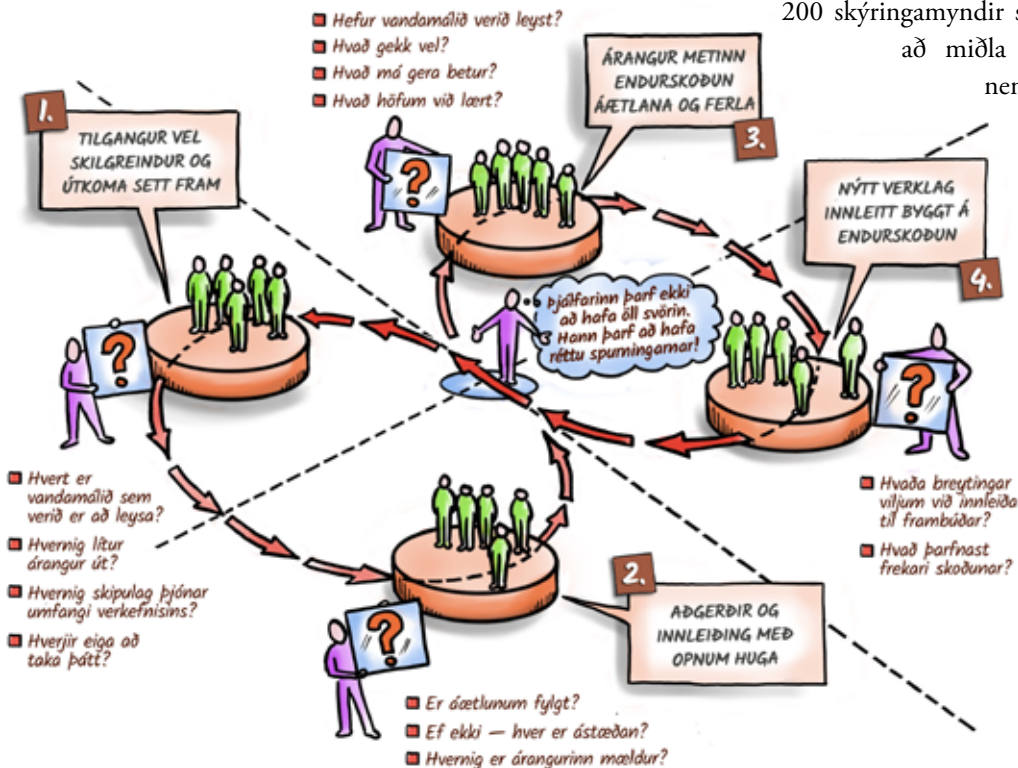 200 skýringamyndir s
að miðla
nen
Hefur vandamálið verið leyst?
Hvað gekk vel?
Hvað má gera betur?
Hvað höfum við lært?
1.
TILGANGUR VEL
SKILGREINDUR OG
ÚTKOMA SETT FRAM
ÁRANGUR METINN
ENDURSKOÐUN
ÁÆTLANA OG FERLA
3.
NÝTT VERKLAG
INNLEITT BYGGT Á
ENDURSKOÐUN
4.
?
?
Þjálfarinn þarf ekki
að hafa öll svörin.
Hann þarf að hafa
réttu spurningarnar!
?
Hvert er
vandamálið sem
verið er að leysa?
Hvernig lítur
árangur út?
Hvernig skipulag þjónar
umfangi verkefnisins?
Hverjir eiga að
taka þátt?
Hvaða breytingar
viljum við innleiða
til frambúðar?
Hvað þarfnast
frekari skoðunar?
2.
AÐGERÐIR OG
INNLEIÐING MEÐ
OPNUM HUGA
?
Er áætlunum fylgt?
Ef ekki — hver er ástæðan?
Hvernig er árangurinn mældur?